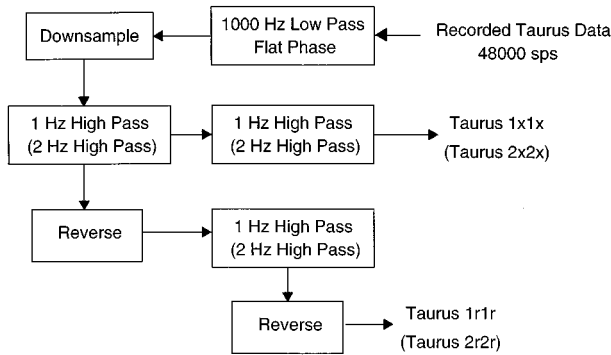 Downsample
1000 Hz Low Pass
Flat Phase
Recorded Taurus Data
48000 sps
1 Hz High Pass
(2 Hz High Pass)
1 Hz High Pass
(2 Hz High Pass)
Taurus 1x1x
(Taurus 2x2x)
Reverse
1 Hz High Pass
(2 Hz High Pass)
Reverse
Taurus 1r1r
(Taurus 2r2r)